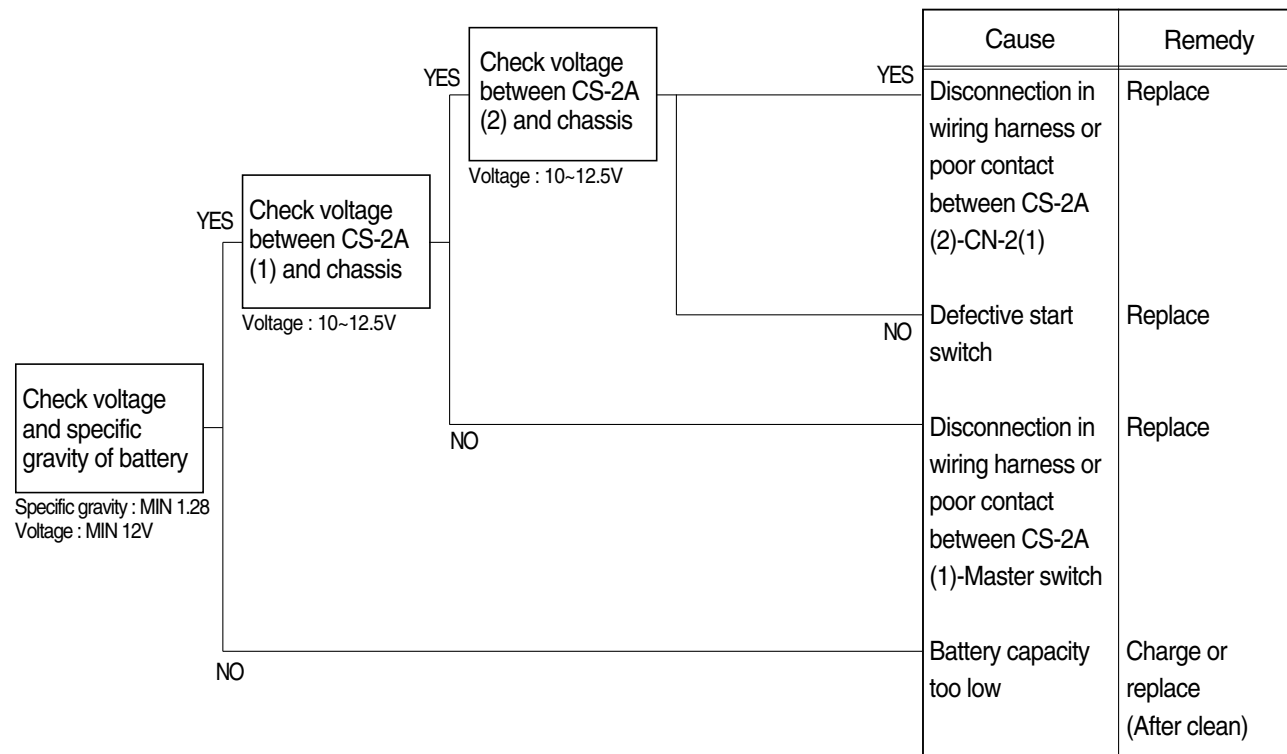 Check voltage
and specific
gravity of battery
Specific gravity : MIN 1.28
Voltage : MIN 12V
YES
NO
Check voltage
between CS-2A
(1) and chassis
Voltage : 10~12.5V
YES
NO
Check voltage
between CS-2A
(2) and chassis
Voltage : 10~12.5V
YES
NO
Cause
Remedy
Disconnection in
wiring harness or
poor contact
between CS-2A
(2)-CN-2(1)
Replace
Defective start
switch
Replace
Disconnection in
wiring harness or
poor contact
between CS-2A
(1)-Master switch
Replace
Battery capacity
too low
Charge or
replace
(After clean)